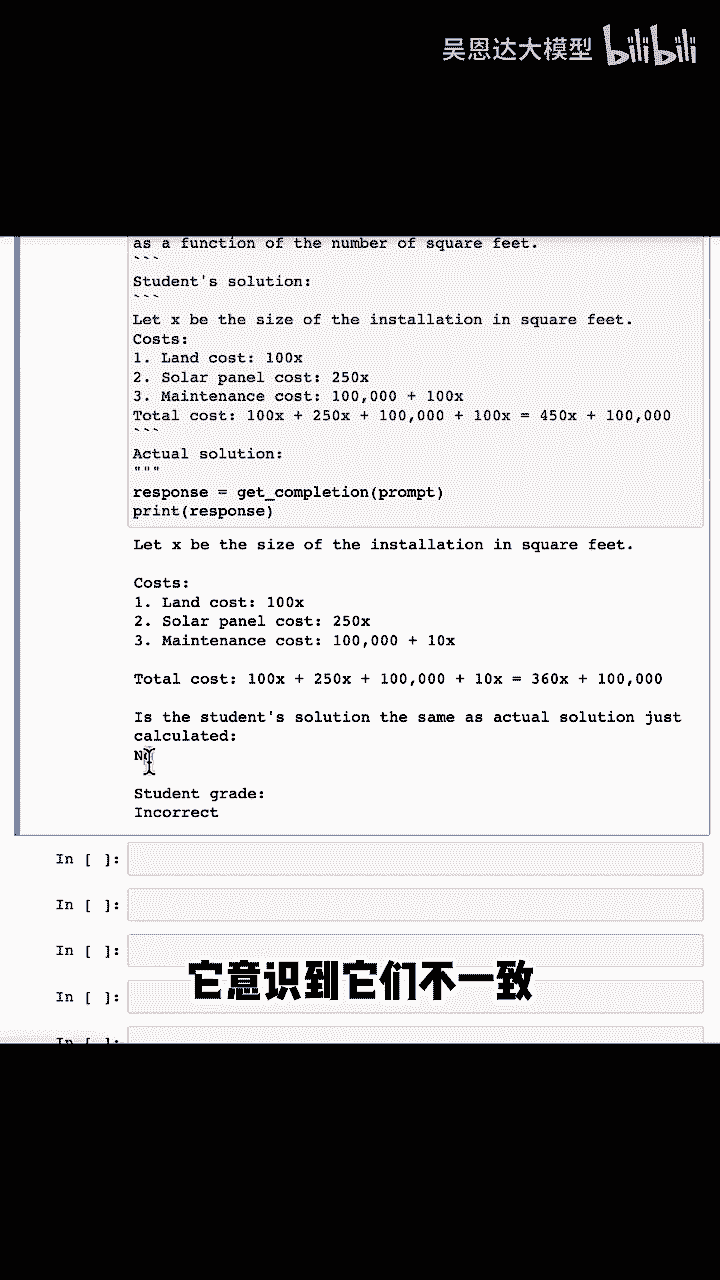 吴恩达大模型 bilibili
as a function of the number of square feet.
```
Student's solution:
```
Let x be the size of the installation in square feet.
Costs:
1. Land cost: 100x
2. Solar panel cost: 250x
3. Maintenance cost: 100,000 + 100x
Total cost: 100x + 250x + 100,000 + 100x = 450x + 100,000
```
Actual solution:
"""
response = get_completion(prompt)
print(response)
Let x be the size of the installation in square feet.
Costs:
1. Land cost: 100x
2. Solar panel cost: 250x
3. Maintenance cost: 100,000 + 10x
Total cost: 100x + 250x + 100,000 + 10x = 360x + 100,000
Is the student's solution the same as actual solution just
calculated:
No
Student grade:
Incorrect
In [ ]:
In [ ]:
In [ ]:
它意识到它们不一致
In [ ]:
In [ ]: